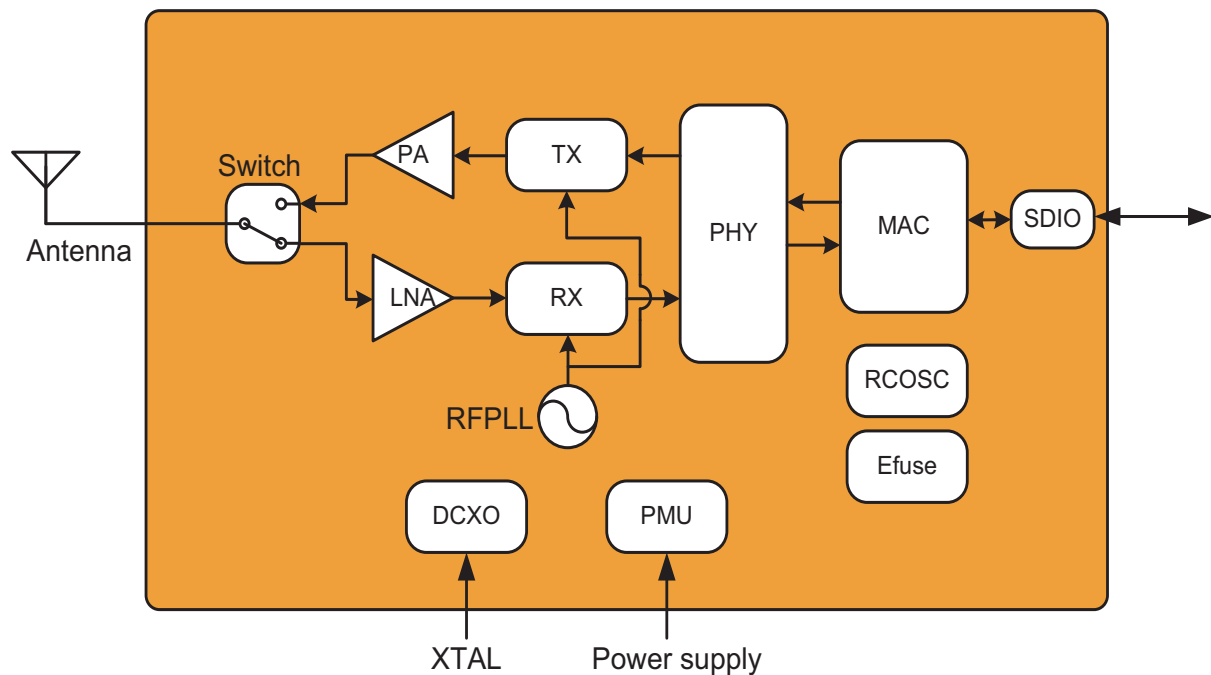 Switch
PA
TX
PHY
MAC
SDIO
Antenna
LNA
RX
RCOSC
RFPLL
Efuse
DCXO
PMU
XTAL
Power supply